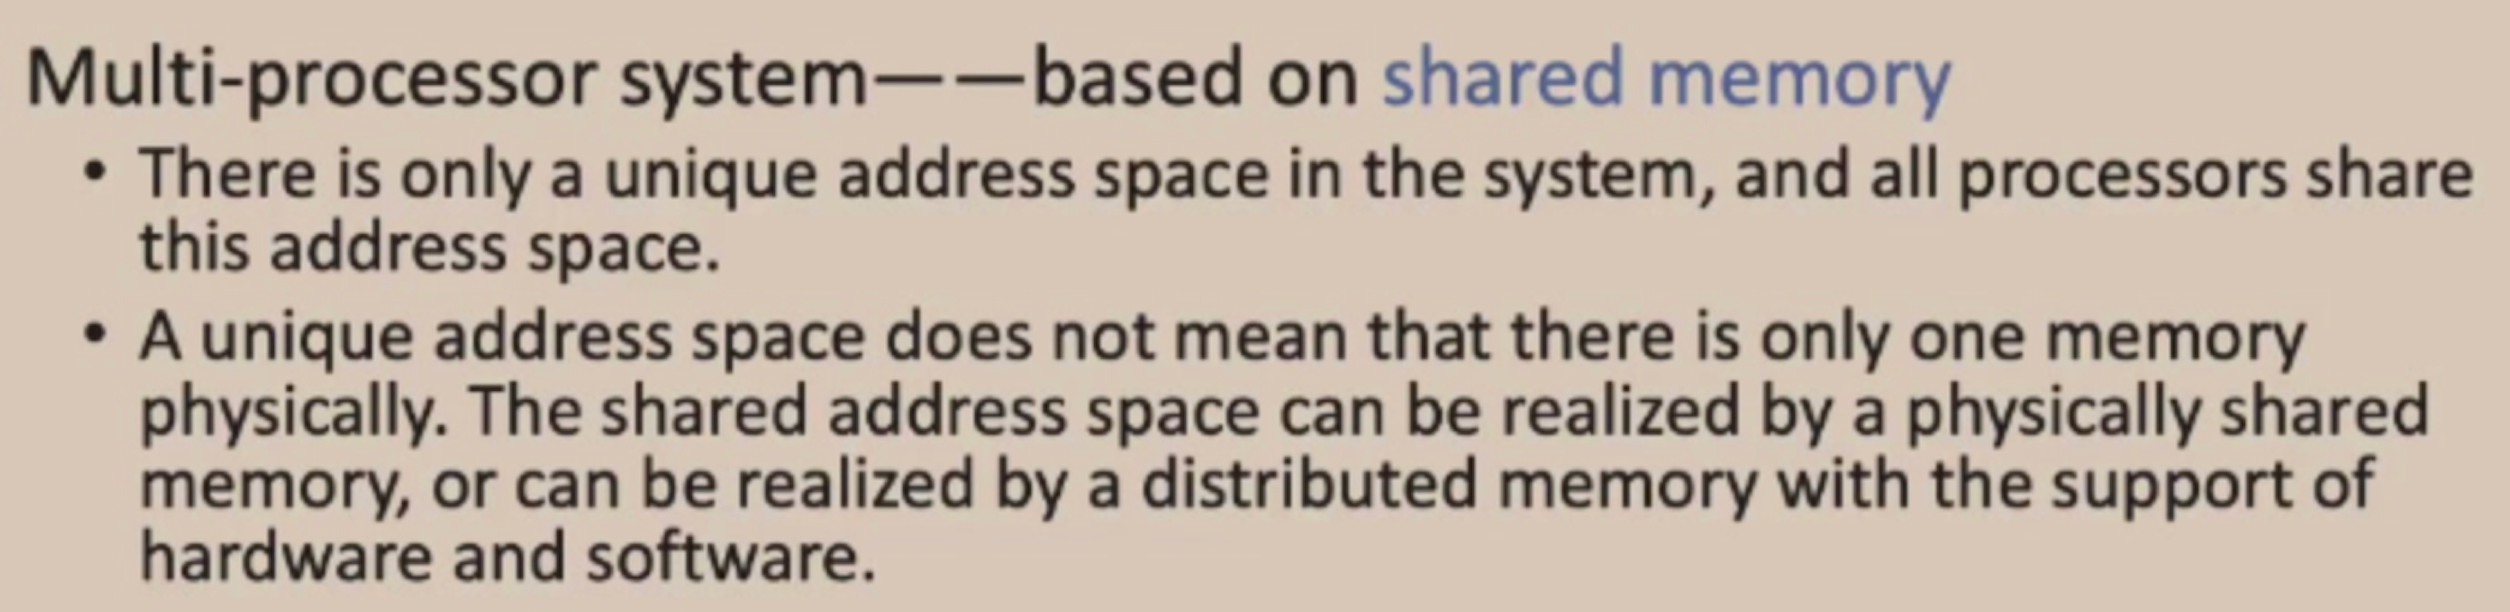 Multi-processor system——based on shared memory
• There is only a unique address space in the system, and all processors share
this address space.
• A unique address space does not mean that there is only one memory
physically. The shared address space can be realized by a physically shared
memory, or can be realized by a distributed memory with the support of
hardware and software.